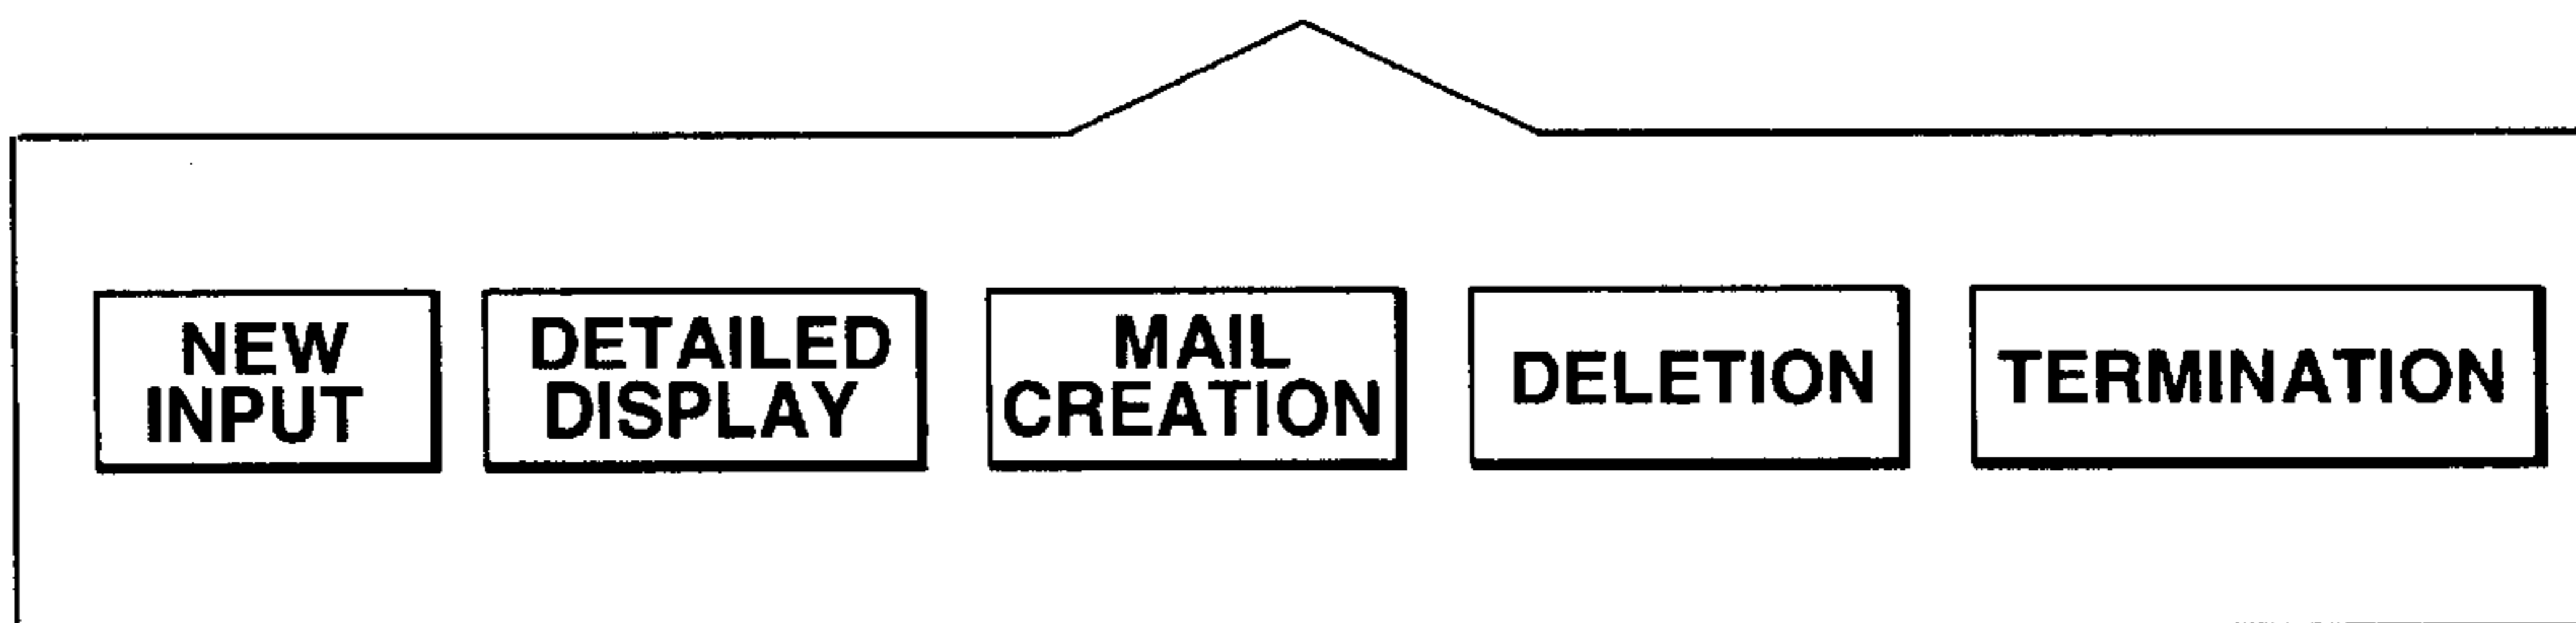 NEW
INPUT
DETAILED
DISPLAY
MAIL
CREATION
DELETION
TERMINATION